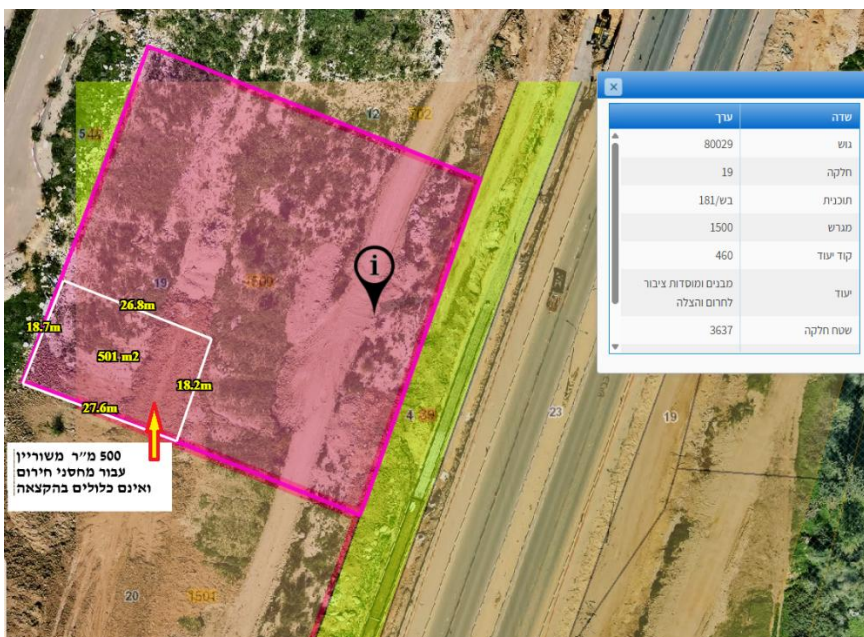 שדה	ערך
גוש	80029
חלקה	19
תוכנית	בש/181
מגרש	1500
קוד יעוד	460
יעוד	מבנים ומוסדות ציבור
לחרום והצלה
שטח חלקה	3637
12
702
5
19
26.8m
18.7m
501 m2
18.2m
27.6m
4
23
19
500 מ״ר משוריין
עבור מחסני חירום
ואינם כלולים בהקצאה
20
1501